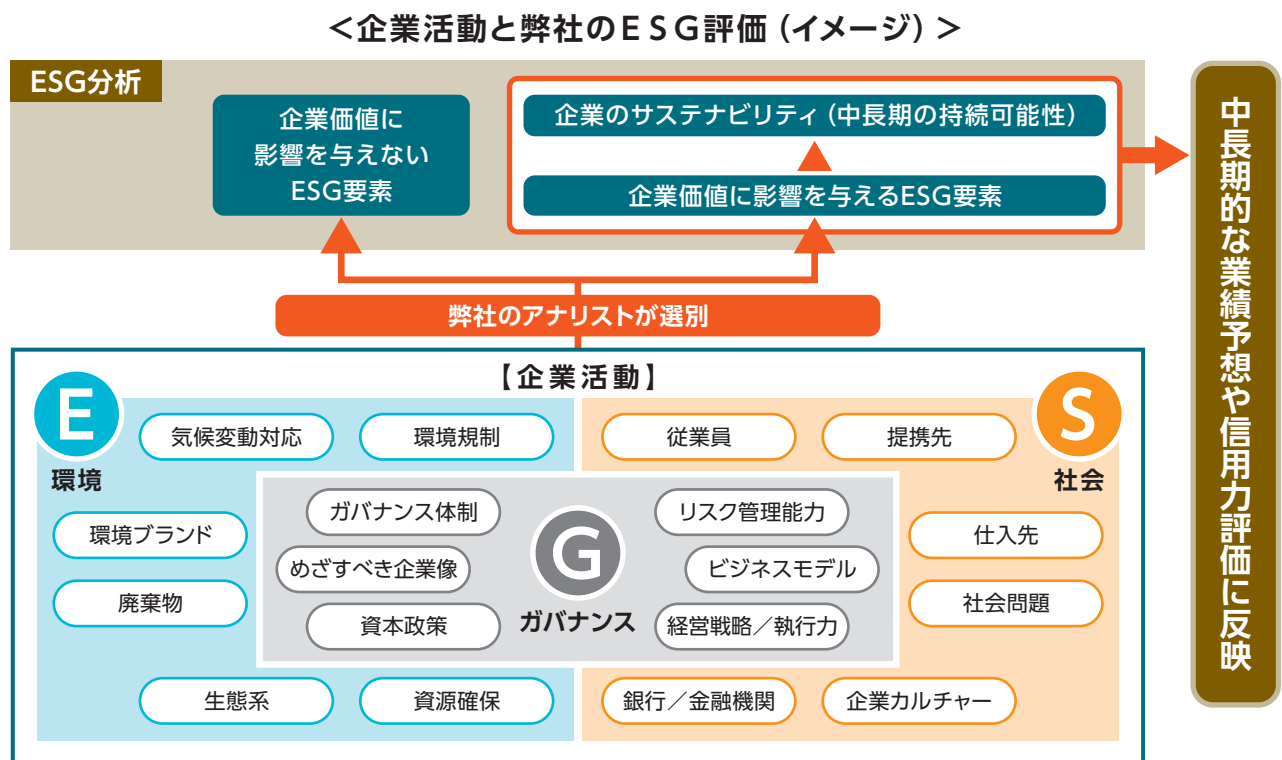 ＜企業活動と弊社のＥＳＧ評価（イメージ）＞
ESG分析
企業価値に
影響を与えない
ESG要素
企業のサステナビリティ（中長期の持続可能性）
企業価値に影響を与えるESG要素
中長期的な業績予想や信用力評価に反映
弊社のアナリストが選別
【企業活動】
E
環境
気候変動対応
環境規制
環境ブランド
廃棄物
生態系
資源確保
ガバナンス体制
めざすべき企業像
資本政策
G
ガバナンス
リスク管理能力
ビジネスモデル
経営戦略／執行力
S
社会
従業員
提携先
仕入先
社会問題
銀行／金融機関
企業カルチャー